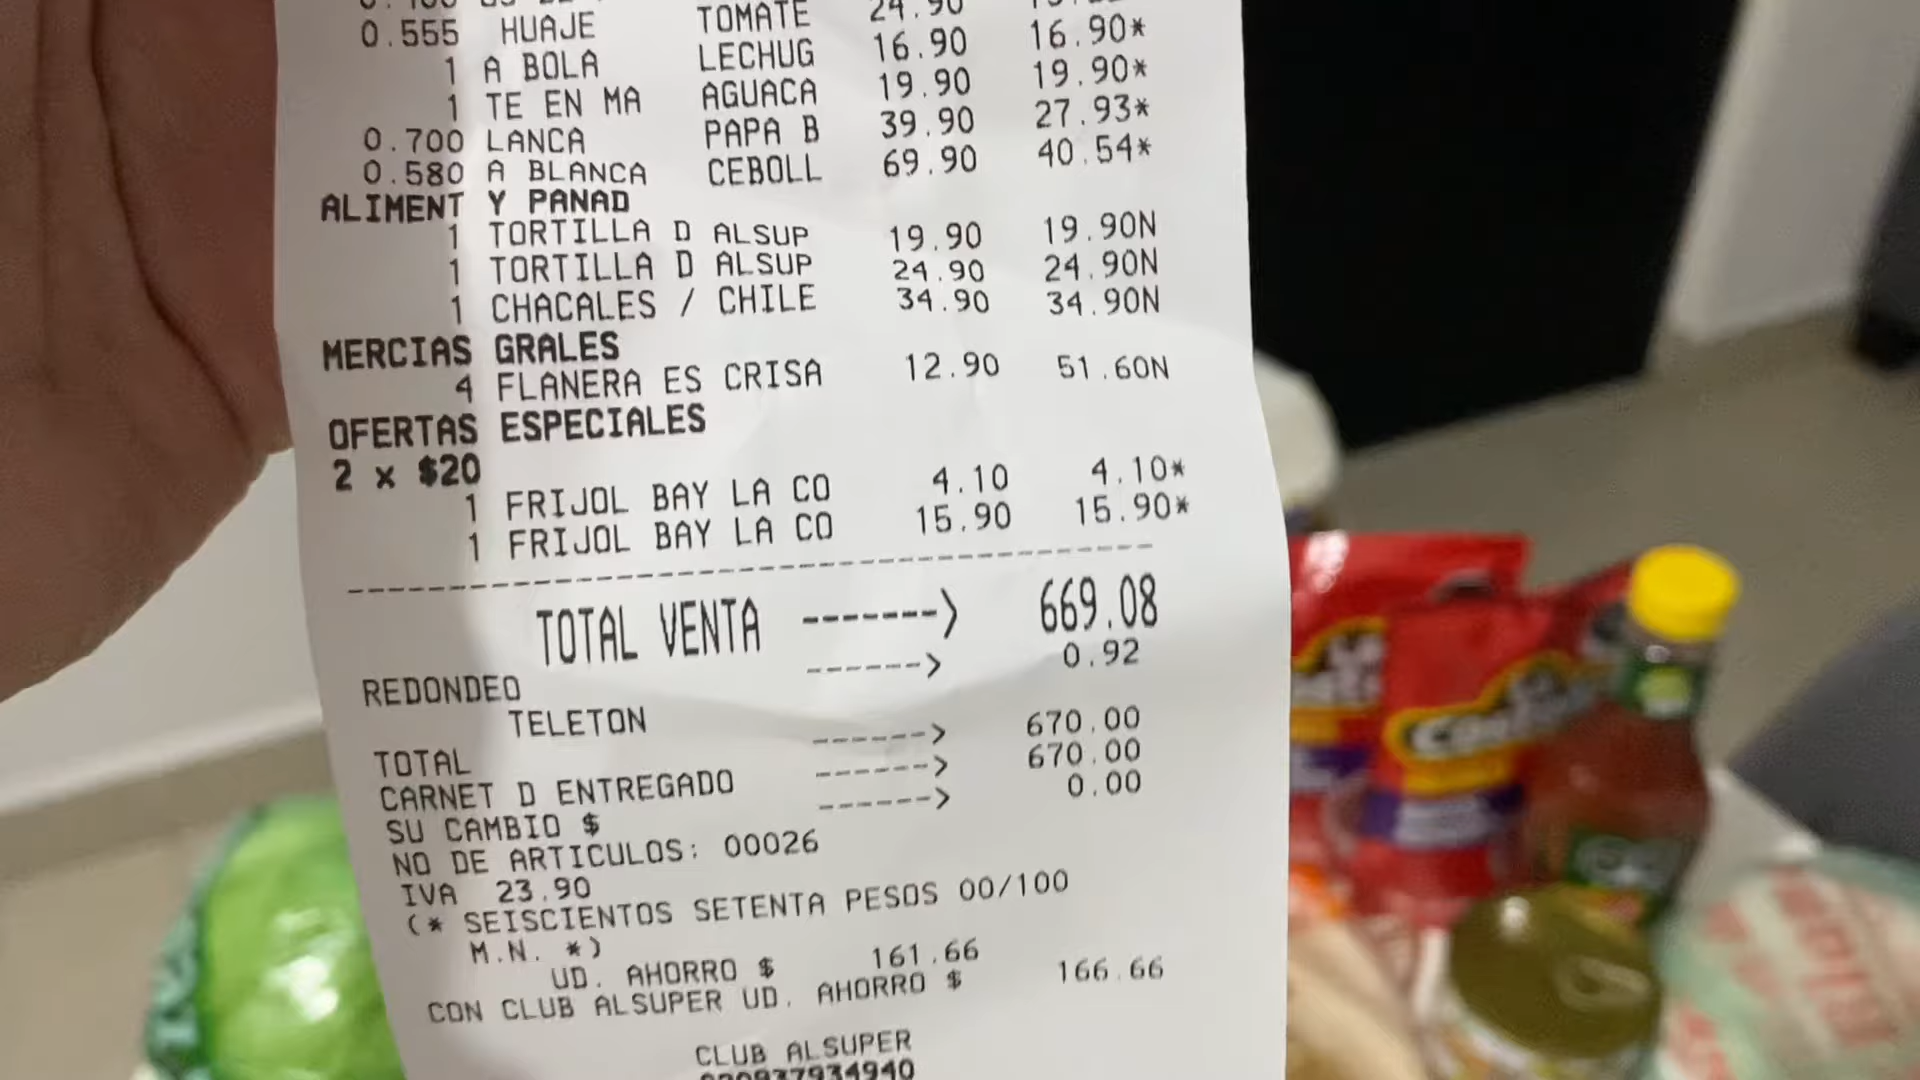 0.555 HUAJE TOMATE 24.90
1 A BOLA LECHUG 16.90 16.90*
1 TE EN MA AGUACA 19.90 19.90*
0.700 LANCA PAPA B 39.90 27.93*
0.580 A BLANCA CEBOLL 69.90 40.54*
ALIMENT Y PANAD
1 TORTILLA D ALSUP 19.90 19.90N
1 TORTILLA D ALSUP 24.90 24.90N
1 CHACALES / CHILE 34.90 34.90N
MERCIAS GRALES
4 FLANERA ES CRISA 12.90 51.60N
OFERTAS ESPECIALES
2 x $20
1 FRIJOL BAY LA CO 4.10 4.10*
1 FRIJOL BAY LA CO 15.90 15.90*
------------------------------------------
TOTAL VENTA -------> 669.08
REDONDEO ------> 0.92
TELETON
TOTAL ------> 670.00
CARNET D ENTREGADO ------> 670.00
SU CAMBIO $ ------> 0.00
NO DE ARTICULOS: 00026
IVA 23.90
(* SEISCIENTOS SETENTA PESOS 00/100
M.N. *)
UD. AHORRO $ 161.66
CON CLUB ALSUPER UD. AHORRO $ 166.66
CLUB ALSUPER